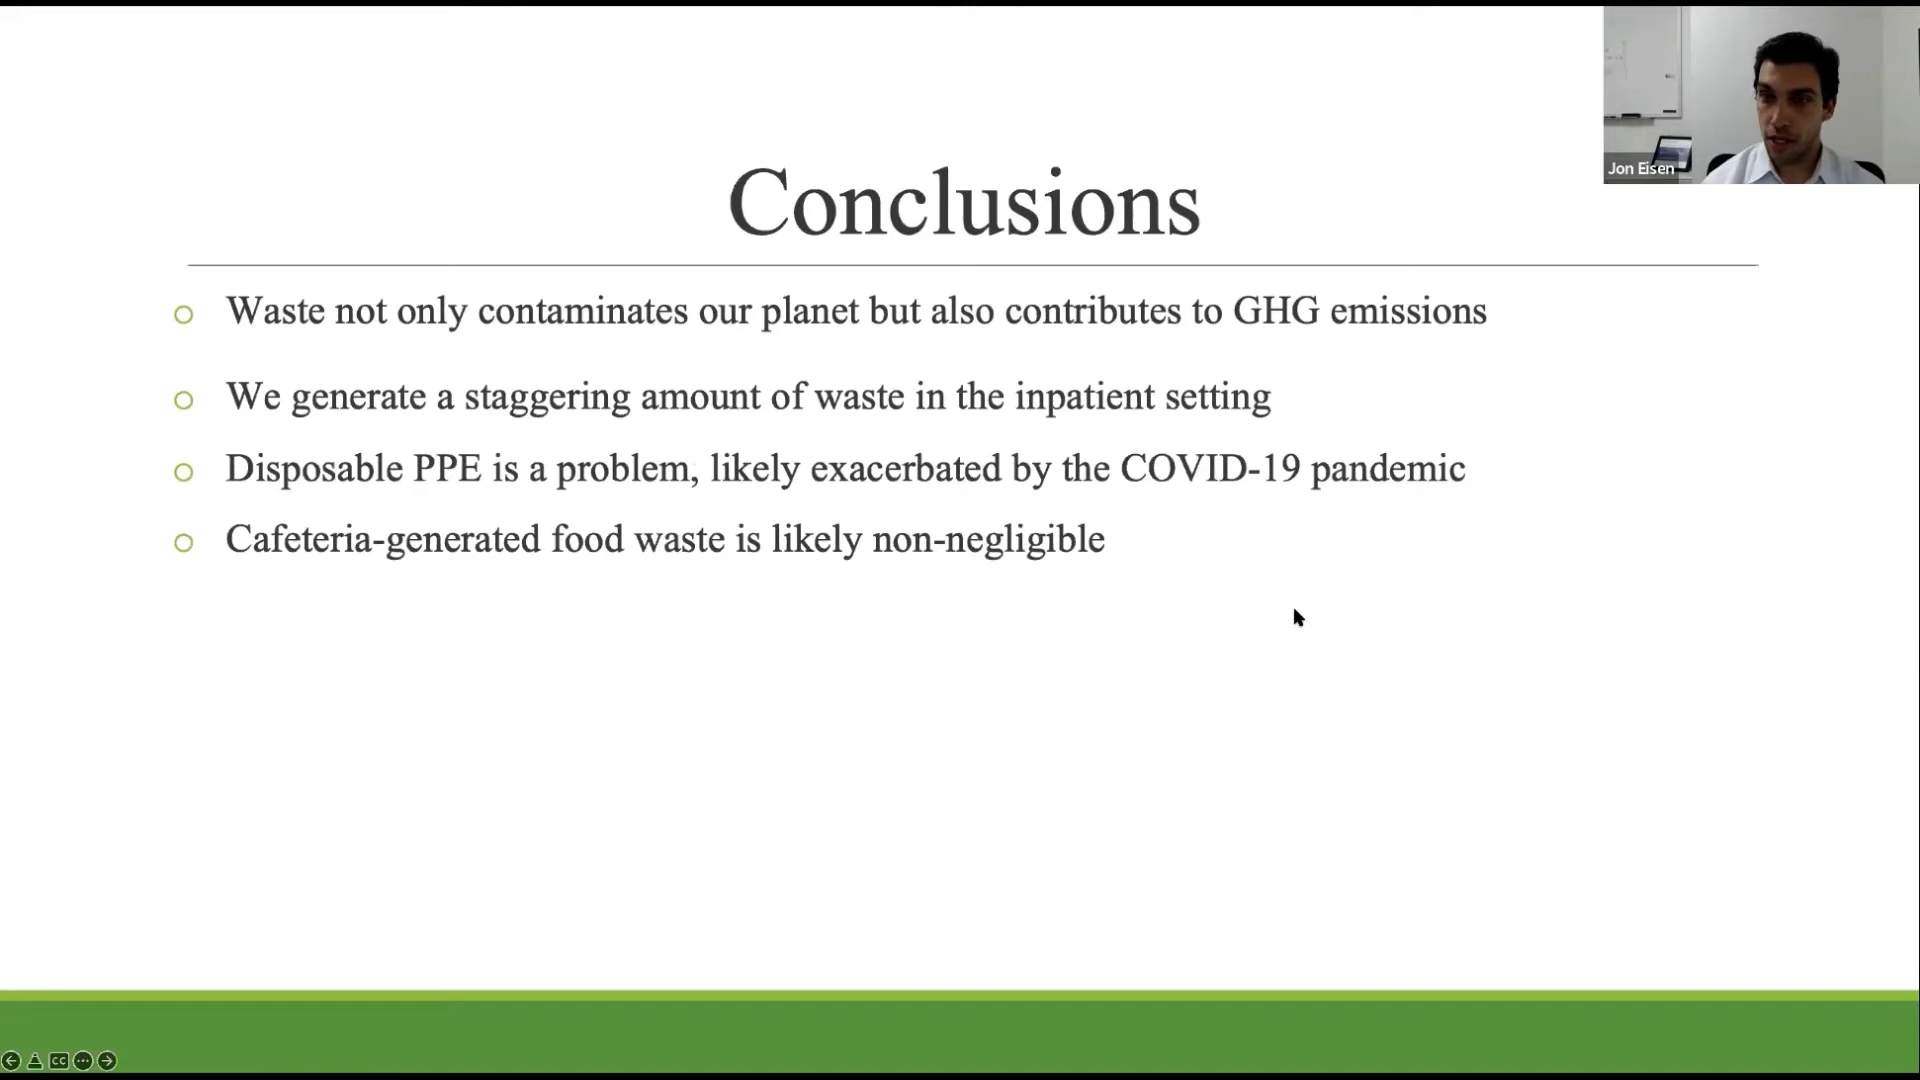 Jon Eisen
Conclusions
Waste not only contaminates our planet but also contributes to GHG emissions
We generate a staggering amount of waste in the inpatient setting
Disposable PPE is a problem, likely exacerbated by the COVID-19 pandemic
Cafeteria-generated food waste is likely non-negligible
CC